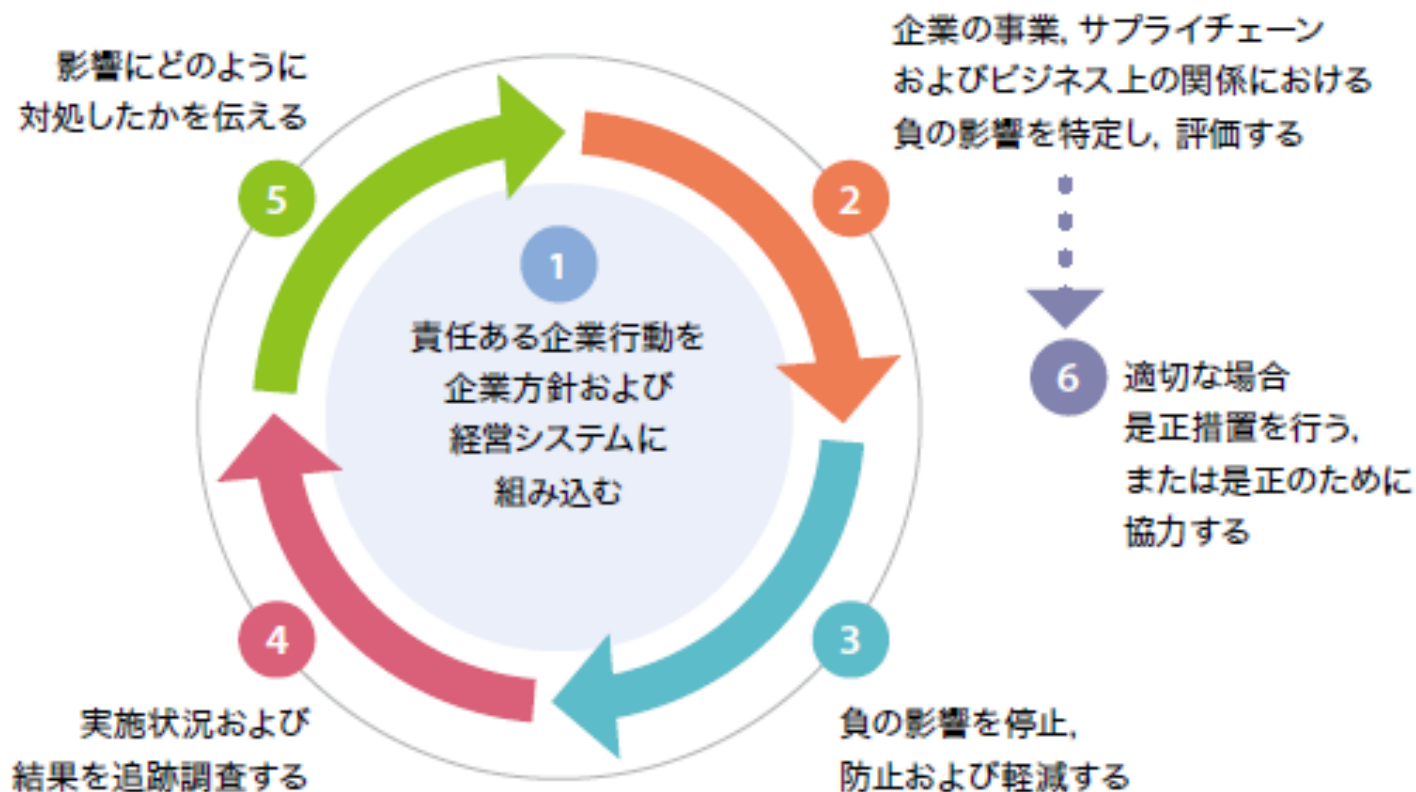 1
責任ある企業行動を
企業方針および
経営システムに
組み込む
企業の事業, サプライチェーン
およびビジネス上の関係における
負の影響を特定し, 評価する
2
3
負の影響を停止,
防止および軽減する
4
実施状況および
結果を追跡調査する
影響にどのように
対処したかを伝える
5
6
適切な場合
是正措置を行う,
または是正のために
協力する